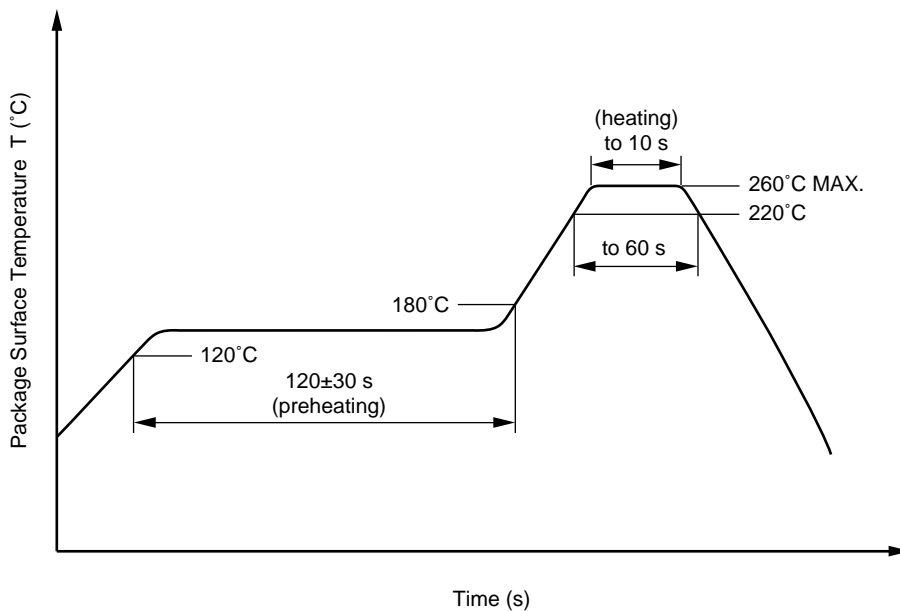 Package Surface Temperature T (˚C)
(heating)
to 10 s
260˚C MAX.
220˚C
to 60 s
180˚C
120˚C
120±30 s
(preheating)
Time (s)